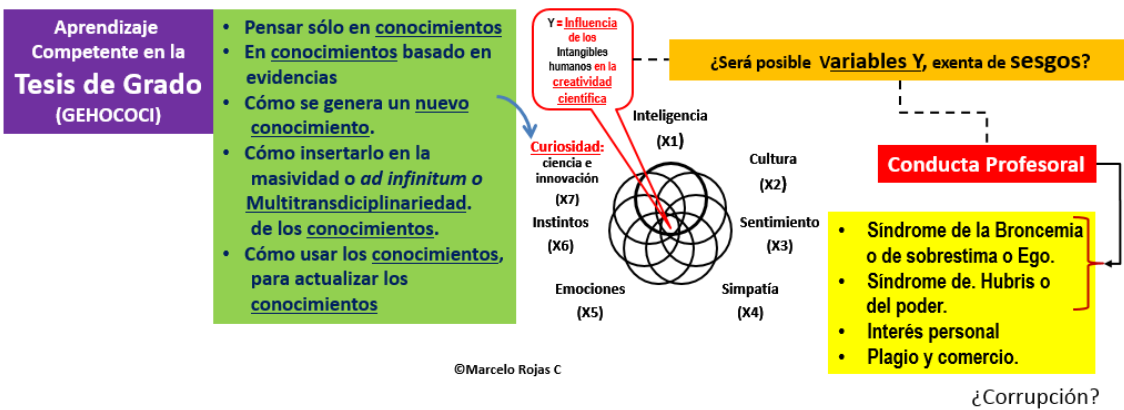 Aprendizaje
Competente en la
Tesis de Grado
(GEHOCOCI)
• Pensar sólo en conocimientos
• En conocimientos basado en
evidencias
• Cómo se genera un nuevo
conocimiento.
• Cómo insertarlo en la
masividad o ad infinitum o
Multitransdiciplinariedad.
de los conocimientos.
• Cómo usar los conocimientos,
para actualizar los
conocimientos
Y = Influencia
de los
Intangibles
humanos en la
creatividad
científica
Inteligencia
(X1)
Cultura
(X2)
Sentimiento
(X3)
Simpatía
(X4)
Emociones
(X5)
Instintos
(X6)
Curiosidad:
ciencia e
innovación
(X7)
¿Será posible Variables Y, exenta de sesgos?
Conducta Profesoral
• Síndrome de la Broncemia
o de sobrestima o Ego.
• Síndrome de. Hubris o
del poder.
• Interés personal
• Plagio y comercio.
©Marcelo Rojas C
¿Corrupción?